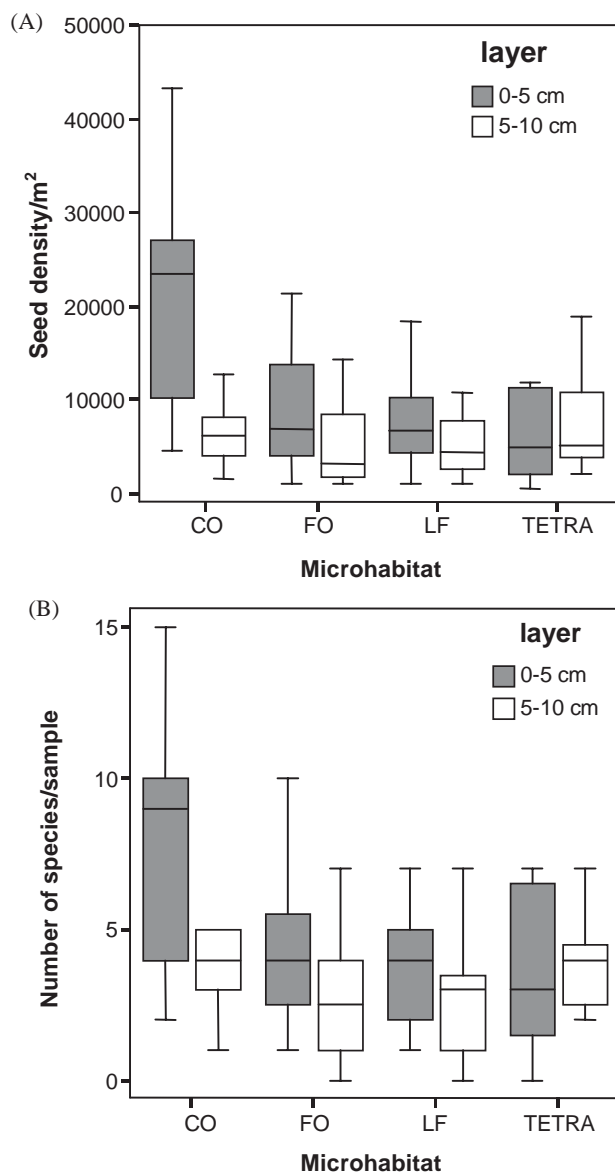 (A)
50000
40000
30000
20000
10000
0
Seed density/m²
layer
0-5 cm
5-10 cm
CO FO LF TETRA
Microhabitat
(B)
15
10
5
0
Number of species/sample
layer
0-5 cm
5-10 cm
CO FO LF TETRA
Microhabitat